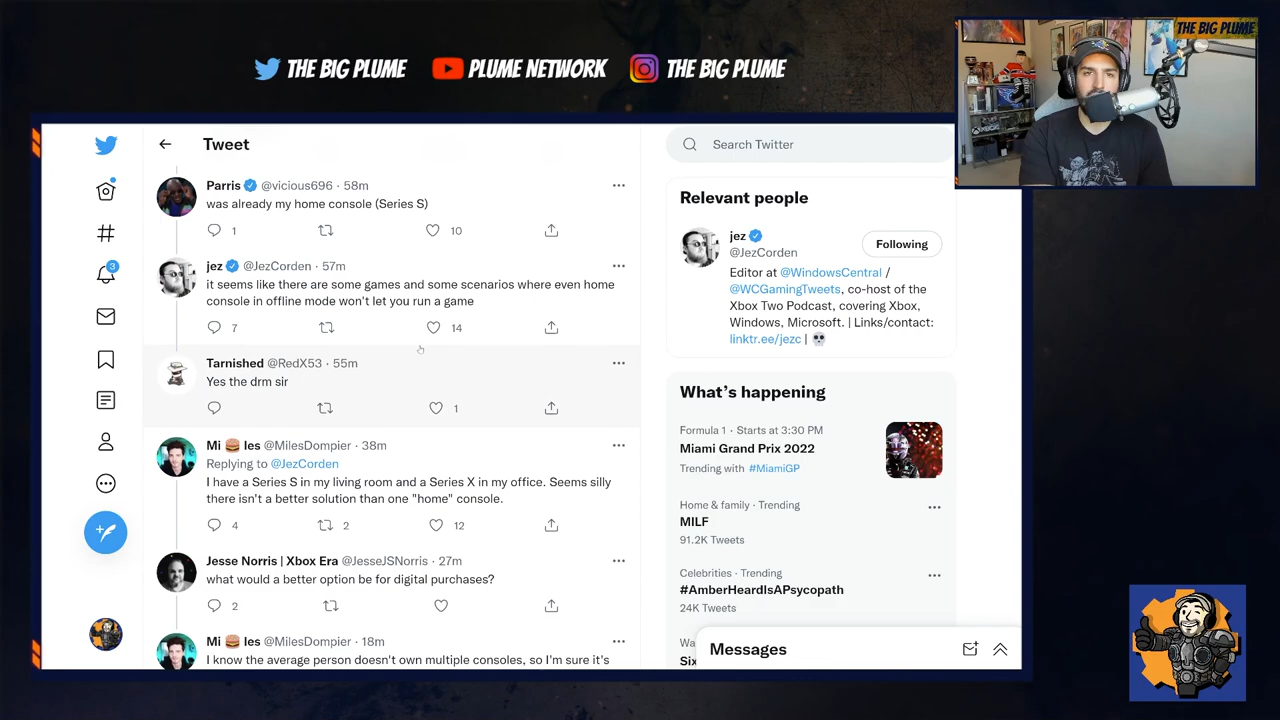 THE BIG PLUME
PLUME NETWORK
THE BIG PLUME
THE BIG PLUME
Tweet
Search Twitter
Parris @vicious696 · 58m
was already my home console (Series S)
1
10
jez @JezCorden · 57m
it seems like there are some games and some scenarios where even home
console in offline mode won't let you run a game
7
14
Tarnished @RedX53 · 55m
Yes the drm sir
1
Mi les @MilesDompier · 38m
Replying to @JezCorden
I have a Series S in my living room and a Series X in my office. Seems silly
there isn't a better solution than one "home" console.
4
2
12
Jesse Norris | Xbox Era @JesseJSNorris · 27m
what would a better option be for digital purchases?
2
Mi les @MilesDompier · 18m
I know the average person doesn't own multiple consoles, so I'm sure it's
3
Relevant people
jez
@JezCorden
Following
Editor at @WindowsCentral /
@WCGamingTweets, co-host of the
Xbox Two Podcast, covering Xbox,
Windows, Microsoft. | Links/contact:
linktr.ee/jezc |
What's happening
Formula 1 · Starts at 3:30 PM
Miami Grand Prix 2022
Trending with #MiamiGP
Home & family · Trending
MILF
91.2K Tweets
Celebrities · Trending
#AmberHeardIsAPsycopath
24K Tweets
Wa
Six
Messages